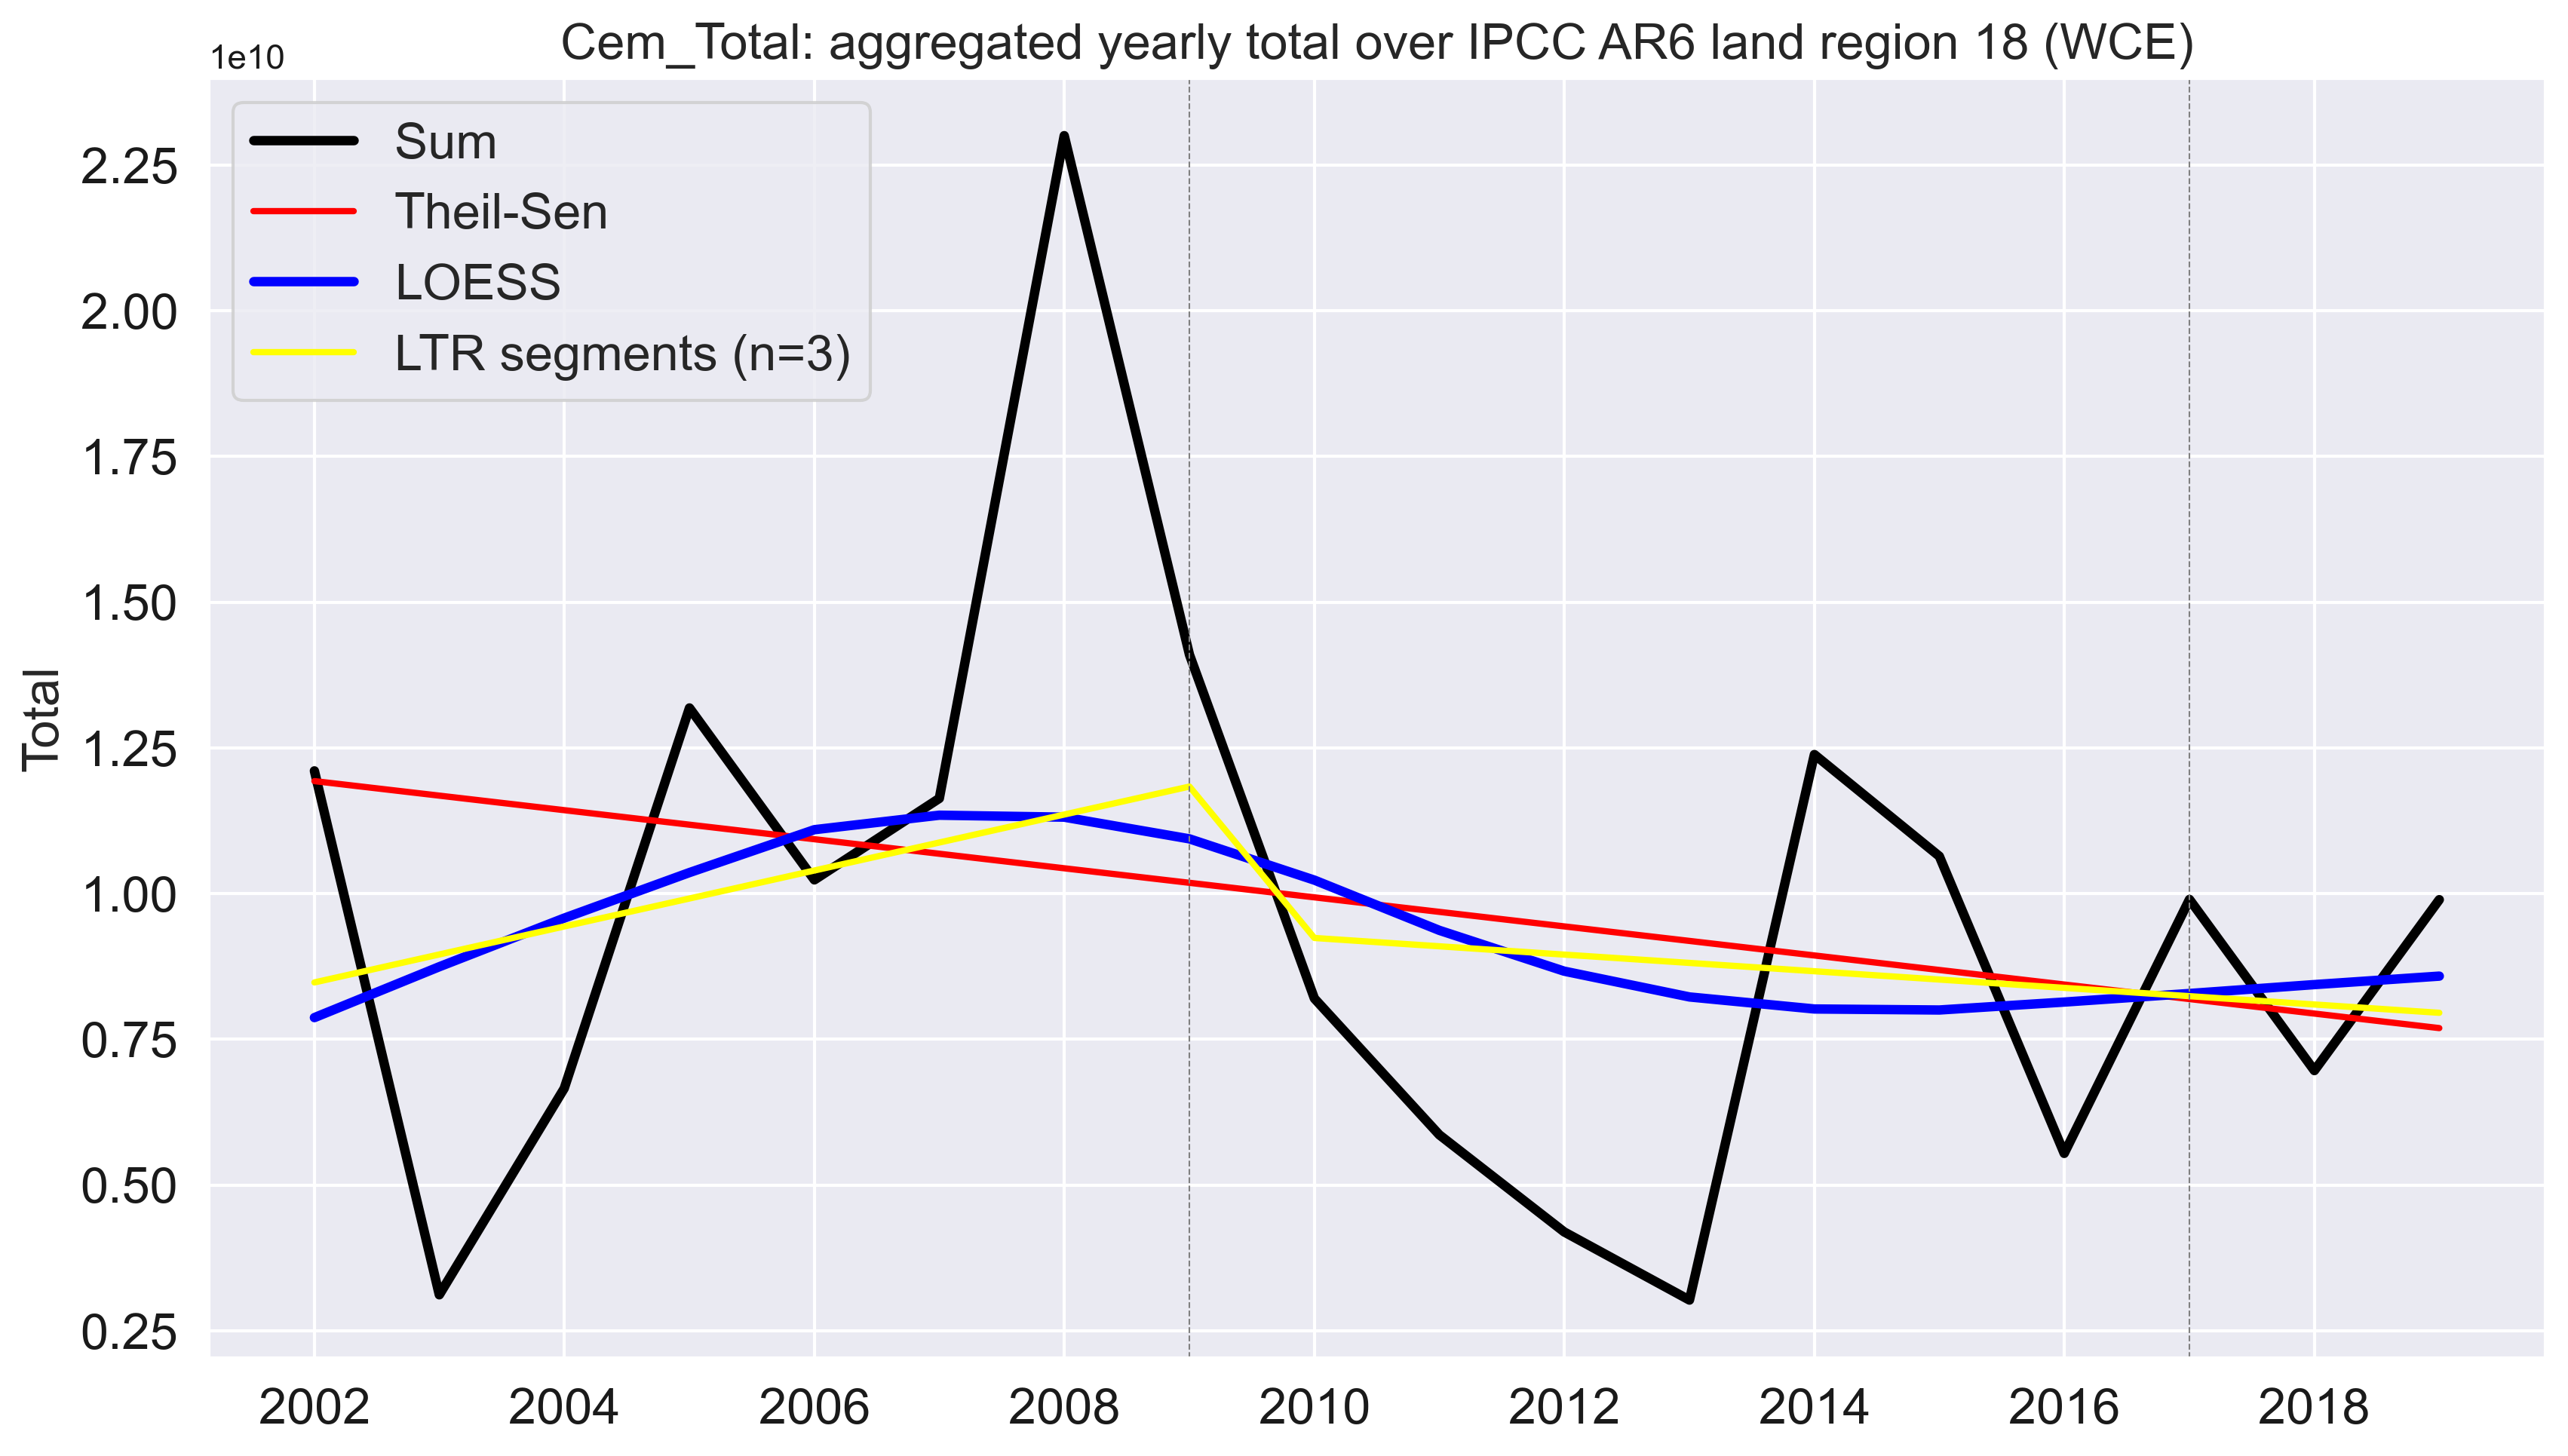 Cem_Total: aggregated yearly total over IPCC AR6 land region 18 (WCE)
1e10
Sum
Theil-Sen
LOESS
LTR segments (n=3)
2.25
2.00
1.75
1.50
1.25
1.00
0.75
0.50
0.25
Total
2002 2004 2006 2008 2010 2012 2014 2016 2018